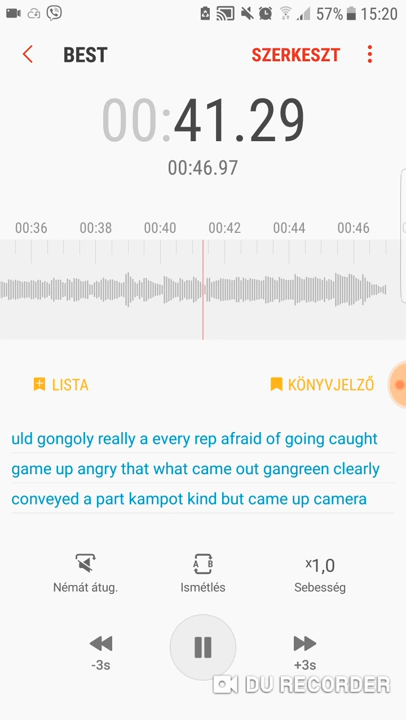 57% 15:20
BEST SZERKESZT
00:41.29
00:46.97
00:36 00:38 00:40 00:42 00:44 00:46
LISTA KÖNYVJELZŐ
uld gongoly really a every rep afraid of going caught
game up angry that what came out gangreen clearly
conveyed a part kampot kind but came up camera
A B x1,0
Némát átug. Ismétlés Sebesség
-3s +3s
DU RECORDER